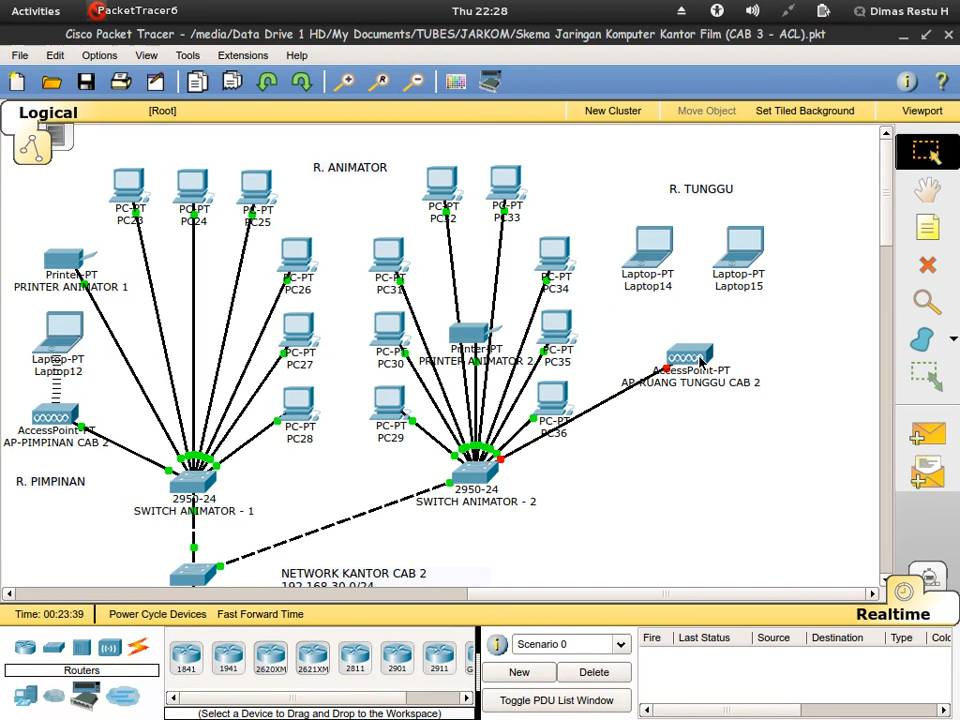 Activities
PacketTracer6
Thu 22:28
Dimas Restu H
Cisco Packet Tracer - /media/Data Drive 1 HD/My Documents/TUBES/JARKOM/Skema Jaringan Komputer Kantor Film (CAB 3 - ACL).pkt
File Edit Options View Tools Extensions Help
Logical
[Root]
New Cluster
Move Object
Set Tiled Background
Viewport
R. ANIMATOR
R. TUNGGU
PC-PT
PC23
PC-PT
PC24
PC-PT
PC25
PC-PT
PC32
PC-PT
PC33
Printer-PT
PRINTER ANIMATOR 1
PC-PT
PC26
PC-PT
PC31
PC-PT
PC34
Laptop-PT
Laptop14
Laptop-PT
Laptop15
Laptop-PT
Laptop12
PC-PT
PC27
PC-PT
PC30
Printer-PT
PRINTER ANIMATOR 2
PC-PT
PC35
AccessPoint-PT
AP-RUANG TUNGGU CAB 2
AccessPoint-PT
AP-PIMPINAN CAB 2
PC-PT
PC28
PC-PT
PC29
PC-PT
PC36
R. PIMPINAN
2950-24
SWITCH ANIMATOR - 1
2950-24
SWITCH ANIMATOR - 2
NETWORK KANTOR CAB 2
192.168.30.0/24
Time: 00:23:39
Power Cycle Devices
Fast Forward Time
Realtime
Routers
1841
1941
2620XM
2621XM
2811
2901
2911
(Select a Device to Drag and Drop to the Workspace)
Scenario 0
New
Delete
Toggle PDU List Window
Fire
Last Status
Source
Destination
Type